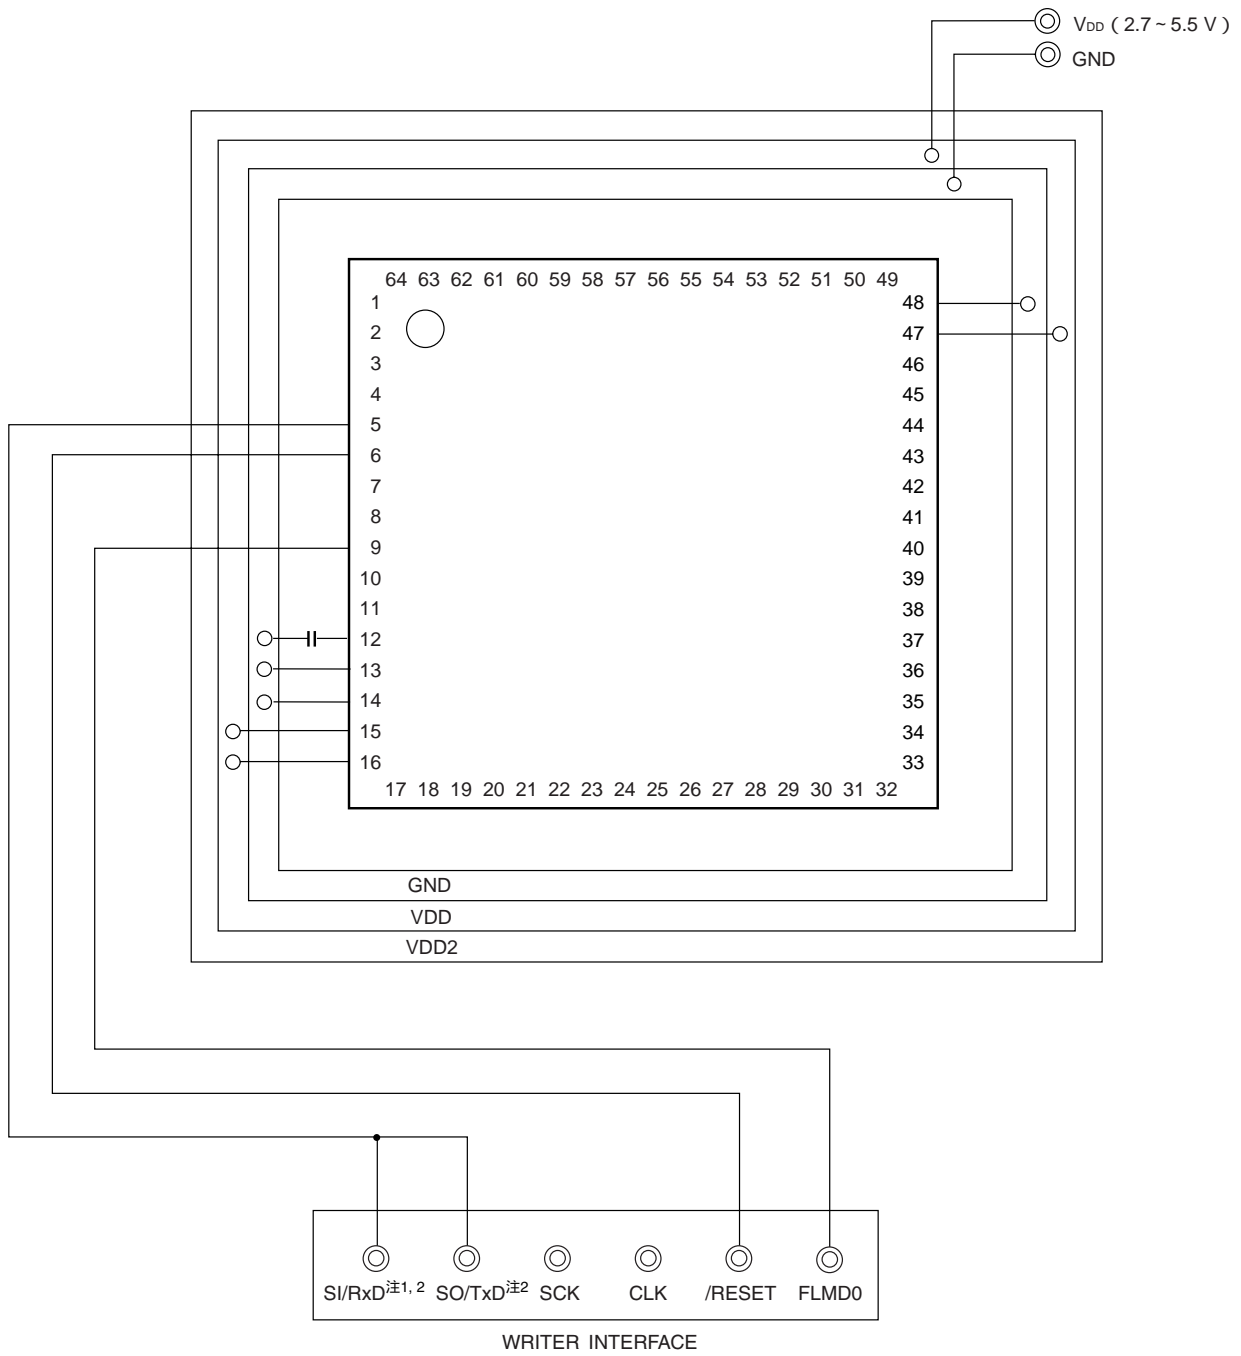 VDD ( 2.7 ~ 5.5 V )
GND
64 63 62 61 60 59 58 57 56 55 54 53 52 51 50 49
1 48
2 47
3 46
4 45
5 44
6 43
7 42
8 41
9 40
10 39
11 38
12 37
13 36
14 35
15 34
16 33
17 18 19 20 21 22 23 24 25 26 27 28 29 30 31 32
GND
VDD
VDD2
SI/RxD注1, 2 SO/TxD注2 SCK CLK /RESET FLMD0
WRITER INTERFACE